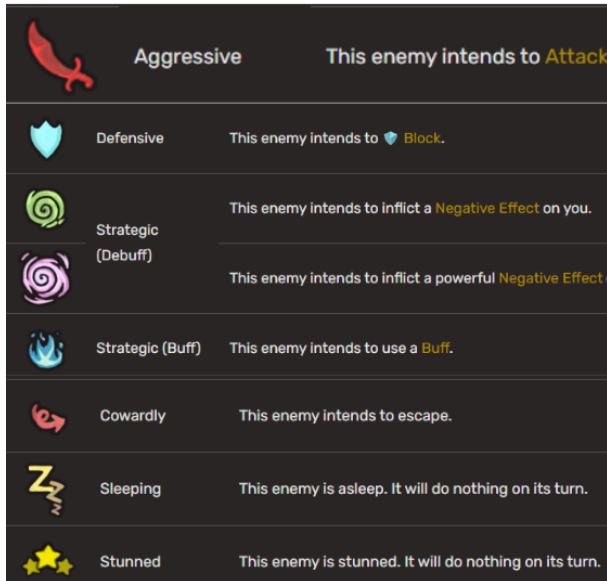 Aggressive This enemy intends to Attack
Defensive This enemy intends to Block.
This enemy intends to inflict a Negative Effect on you.
Strategic
(Debuff)
This enemy intends to inflict a powerful Negative Effect
Strategic (Buff) This enemy intends to use a Buff.
Cowardly This enemy intends to escape.
Sleeping This enemy is asleep. It will do nothing on its turn.
Stunned This enemy is stunned. It will do nothing on its turn.